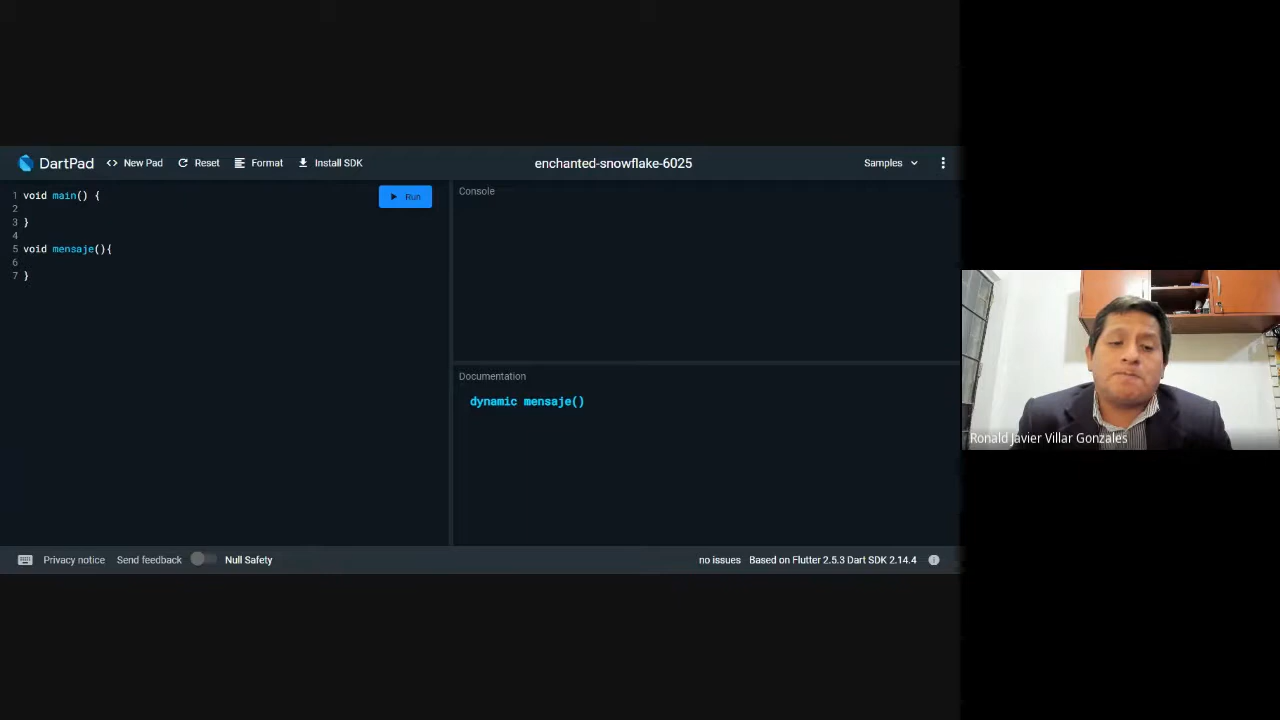 DartPad
New Pad
Reset
Format
Install SDK
enchanted-snowflake-6025
Samples
1 void main() {
2
3 }
4
5 void mensaje(){
6
7 }
Run
Console
Documentation
dynamic mensaje()
Ronald Javier Villar Gonzales
Privacy notice
Send feedback
Null Safety
no issues
Based on Flutter 2.5.3 Dart SDK 2.14.4